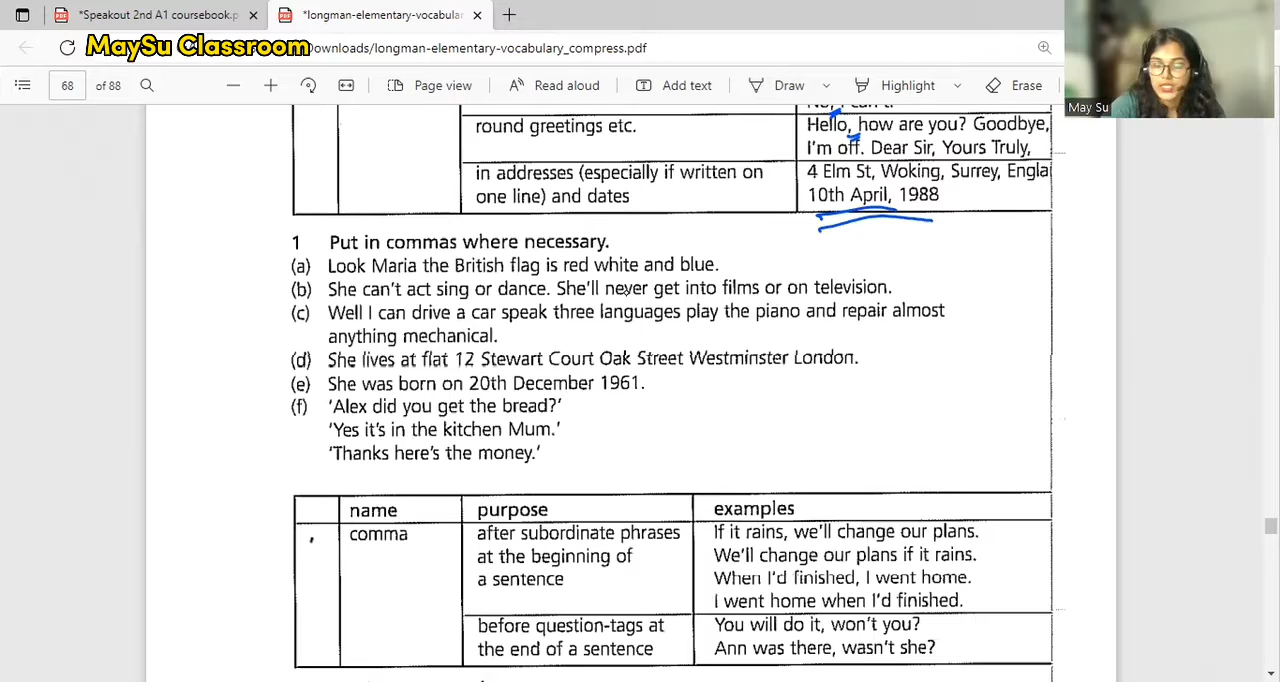 *Speakout 2nd A1 coursebook.p
*longman-elementary-vocabular
MaySu Classroom
Downloads/longman-elementary-vocabulary_compress.pdf
68 of 88
Page view
Read aloud
Add text
Draw
Highlight
Erase
May Su
round greetings etc.
Hello, how are you? Goodbye,
I'm off. Dear Sir, Yours Truly,
in addresses (especially if written on
one line) and dates
4 Elm St, Woking, Surrey, Engla
10th April, 1988
1 Put in commas where necessary.
(a) Look Maria the British flag is red white and blue.
(b) She can't act sing or dance. She'll never get into films or on television.
(c) Well I can drive a car speak three languages play the piano and repair almost
anything mechanical.
(d) She lives at flat 12 Stewart Court Oak Street Westminster London.
(e) She was born on 20th December 1961.
(f) 'Alex did you get the bread?'
'Yes it's in the kitchen Mum.'
'Thanks here's the money.'
name purpose examples
, comma after subordinate phrases
at the beginning of
a sentence
If it rains, we'll change our plans.
We'll change our plans if it rains.
When I'd finished, I went home.
I went home when I'd finished.
before question-tags at
the end of a sentence
You will do it, won't you?
Ann was there, wasn't she?